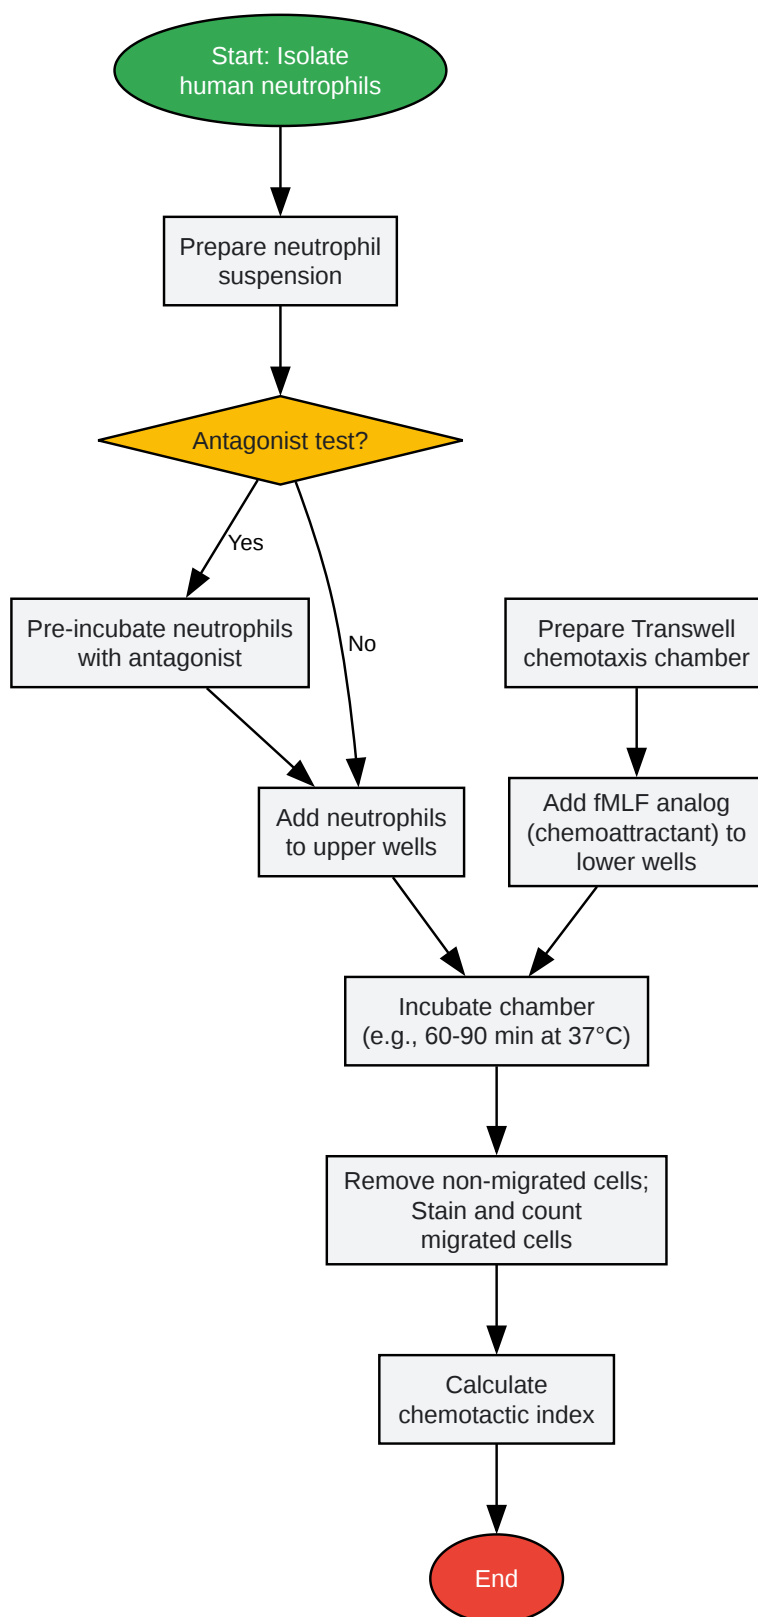 Start: Isolate
human neutrophils
Prepare neutrophil
suspension
Antagonist test?
Yes
Pre-incubate neutrophils
with antagonist
No
Prepare Transwell
chemotaxis chamber
Add neutrophils
to upper wells
Add fMLF analog
(chemoattractant) to
lower wells
Incubate chamber
(e.g., 60-90 min at 37°C)
Remove non-migrated cells;
Stain and count
migrated cells
Calculate
chemotactic index
End